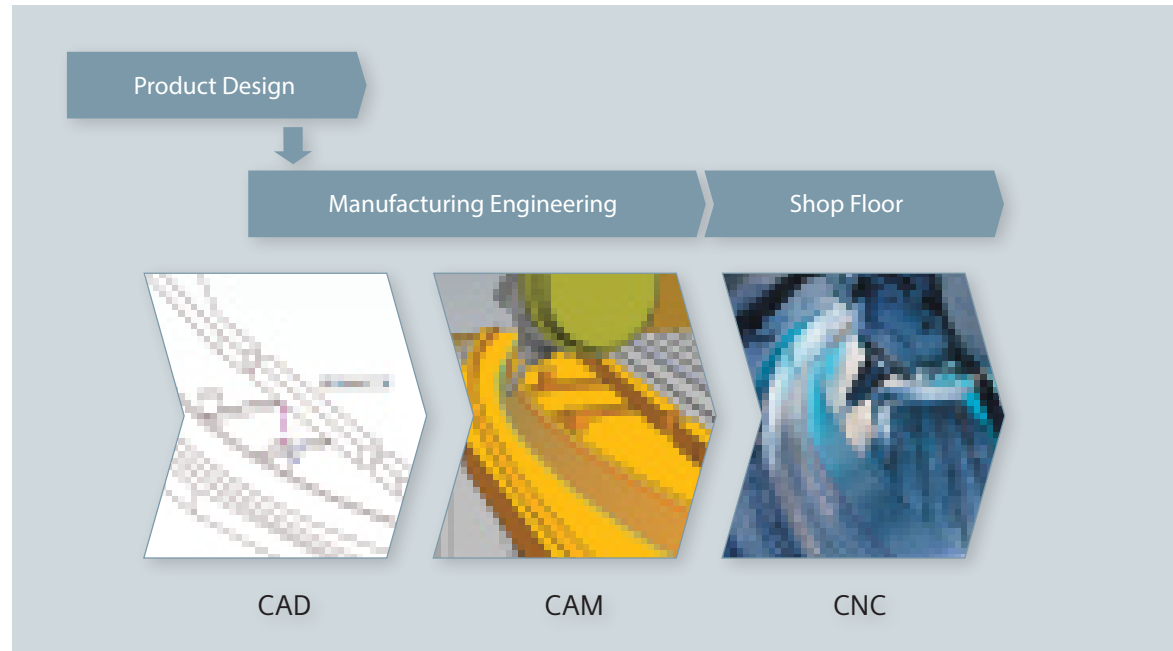 Product Design
Manufacturing Engineering
Shop Floor
CAD
CAM
CNC